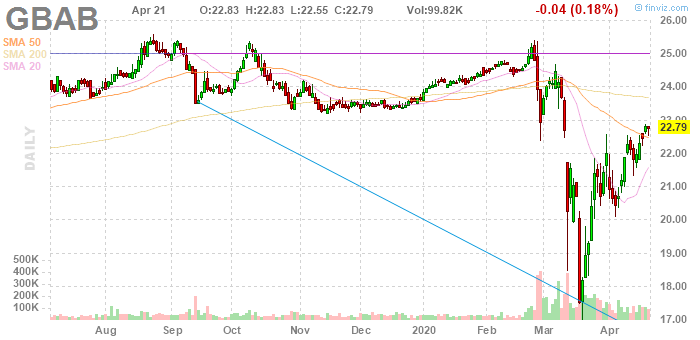 GBAB Apr 21 O:22.83 H:22.83 L:22.55 C:22.79 Vol:99.82K -0.04 (0.18%) © finviz.com
SMA 50
SMA 200
SMA 20
DAILY
26.00
25.00
24.00
23.00
22.79
22.00
21.00
20.00
19.00
18.00
17.00
500K
400K
300K
200K
100K
Aug Sep Oct Nov Dec 2020 Feb Mar Apr